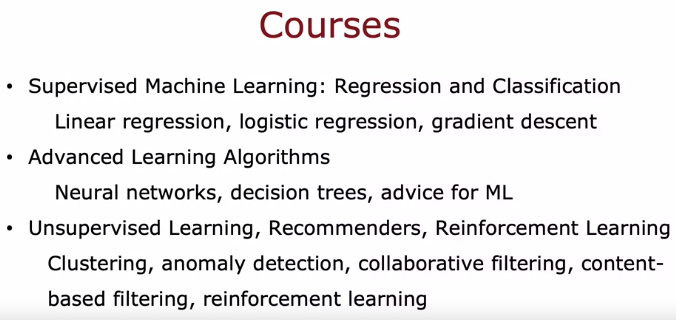 Courses
• Supervised Machine Learning: Regression and Classification
Linear regression, logistic regression, gradient descent
• Advanced Learning Algorithms
Neural networks, decision trees, advice for ML
• Unsupervised Learning, Recommenders, Reinforcement Learning
Clustering, anomaly detection, collaborative filtering, content-
based filtering, reinforcement learning